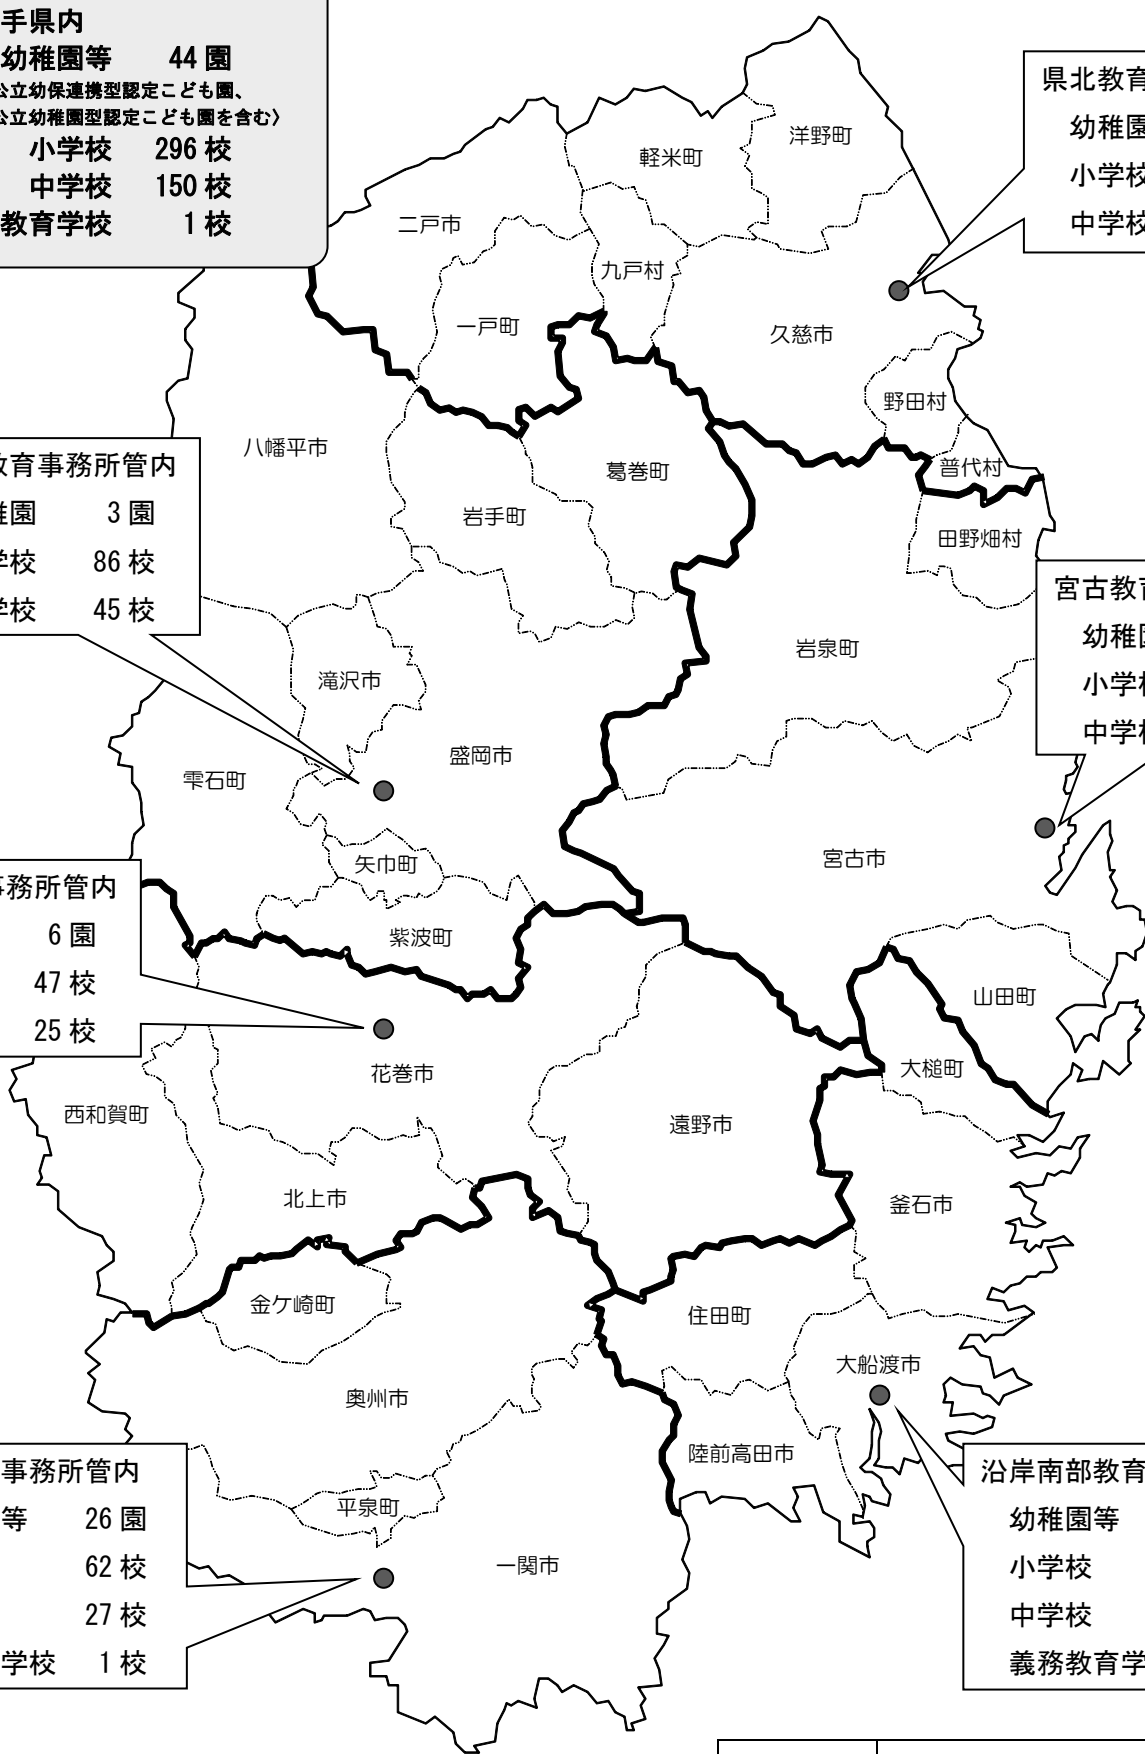 手県内
幼稚園等 44 園
公立幼保連携型認定こども園、
公立幼稚園型認定こども園を含む〉
小学校 296 校
中学校 150 校
教育学校 1 校
県北教育
幼稚園
小学校
中学校
洋野町
軽米町
二戸市
九戸村
一戸町
久慈市
野田村
普代村
八幡平市
葛巻町
岩手町
田野畑村
教育事務所管内
稚園 3 園
学校 86 校
学校 45 校
宮古教育
幼稚園
小学校
中学校
岩泉町
滝沢市
盛岡市
雫石町
矢巾町
宮古市
紫波町
事務所管内
6 園
47 校
25 校
山田町
大槌町
花巻市
西和賀町
遠野市
北上市
釜石市
金ケ崎町
住田町
大船渡市
奥州市
陸前高田市
平泉町
一関市
事務所管内
等 26 園
62 校
27 校
学校 1 校
沿岸南部教育
幼稚園等
小学校
中学校
義務教育学